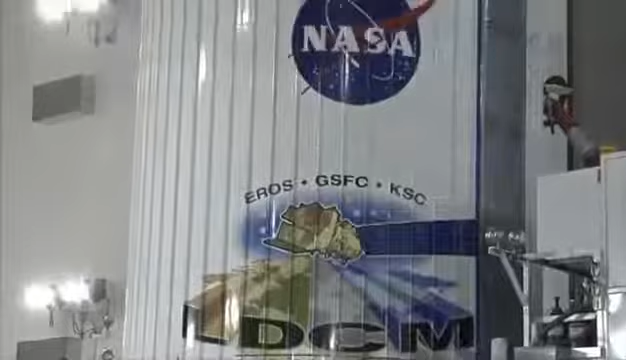 NASA
EROS • GSFC • KSC
LDCM